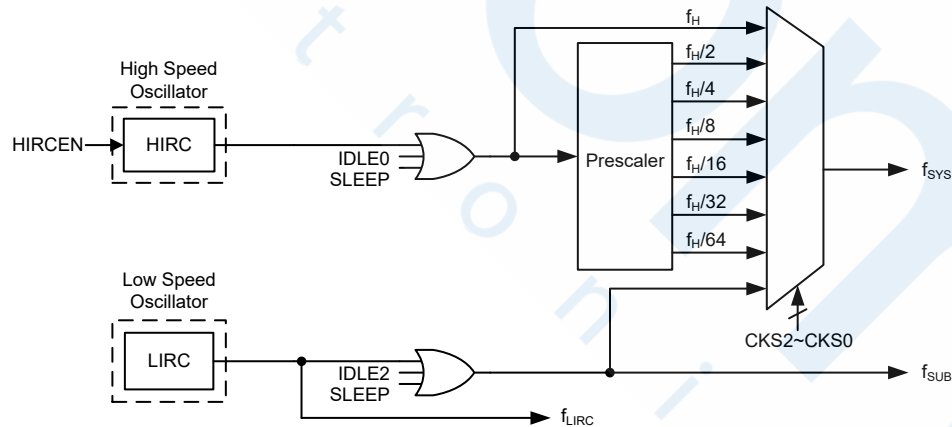 High Speed
Oscillator
HIRCEN
HIRC
IDLE0
SLEEP
Prescaler
fH
fH/2
fH/4
fH/8
fH/16
fH/32
fH/64
fSYS
CKS2~CKS0
Low Speed
Oscillator
LIRC
IDLE2
SLEEP
fSUB
fLIRC